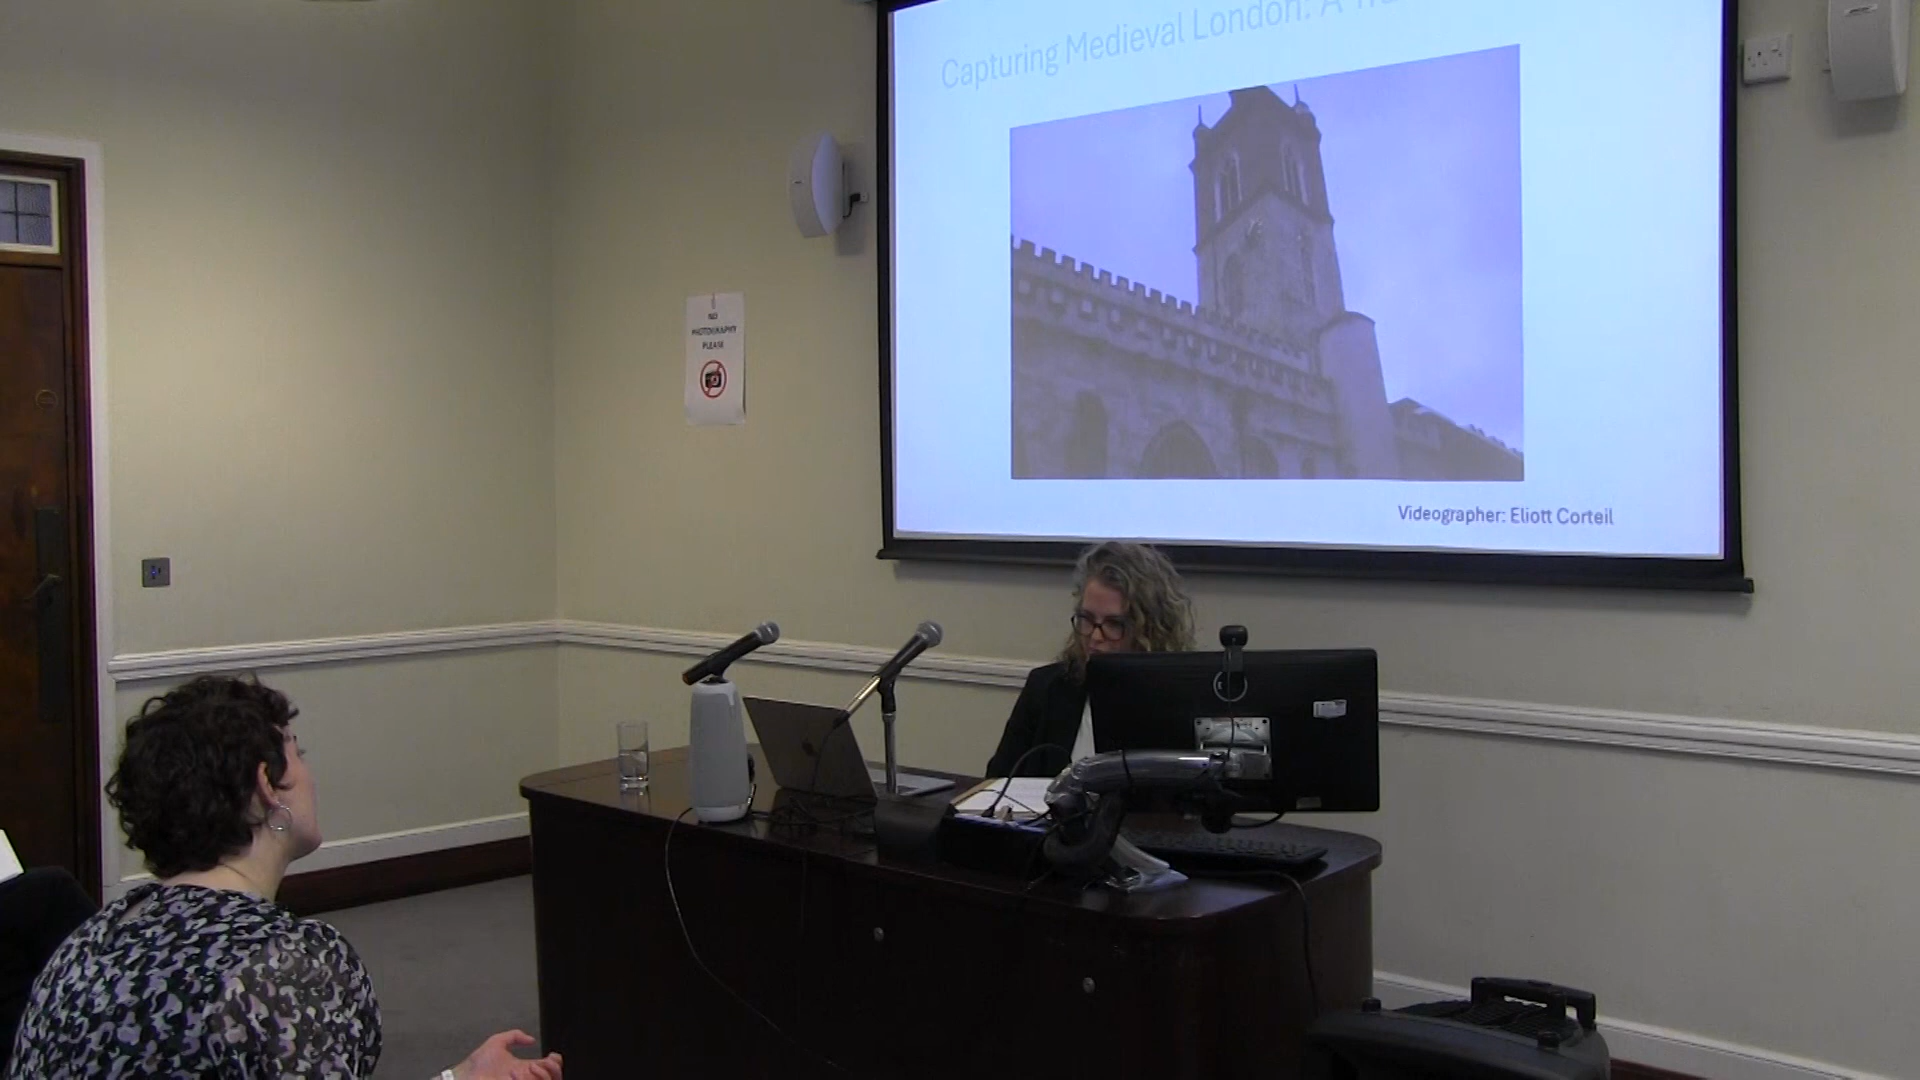 Capturing Medieval London: A
NO
PHOTOGRAPHY
PLEASE
Videographer: Eliott Corteil